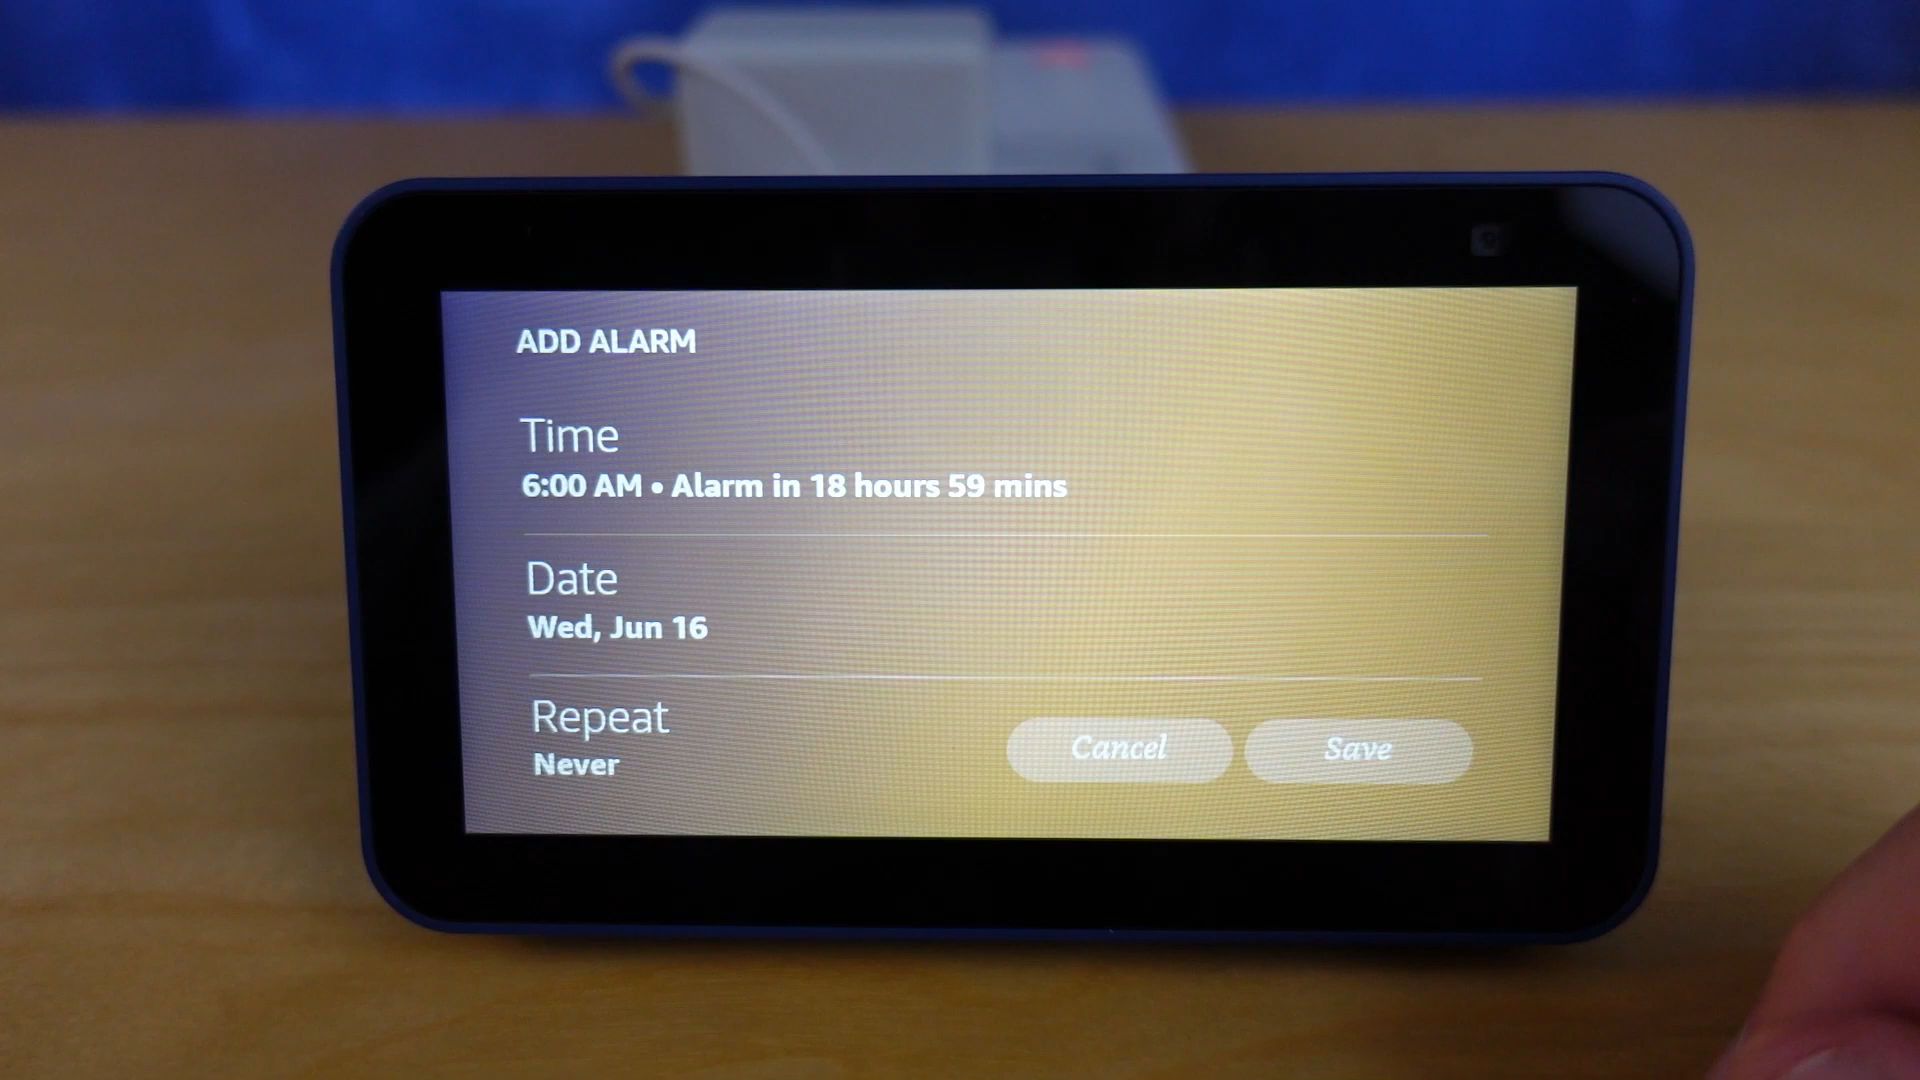 ADD ALARM
Time
6:00 AM • Alarm in 18 hours 59 mins
Date
Wed, Jun 16
Repeat
Never
Cancel
Save